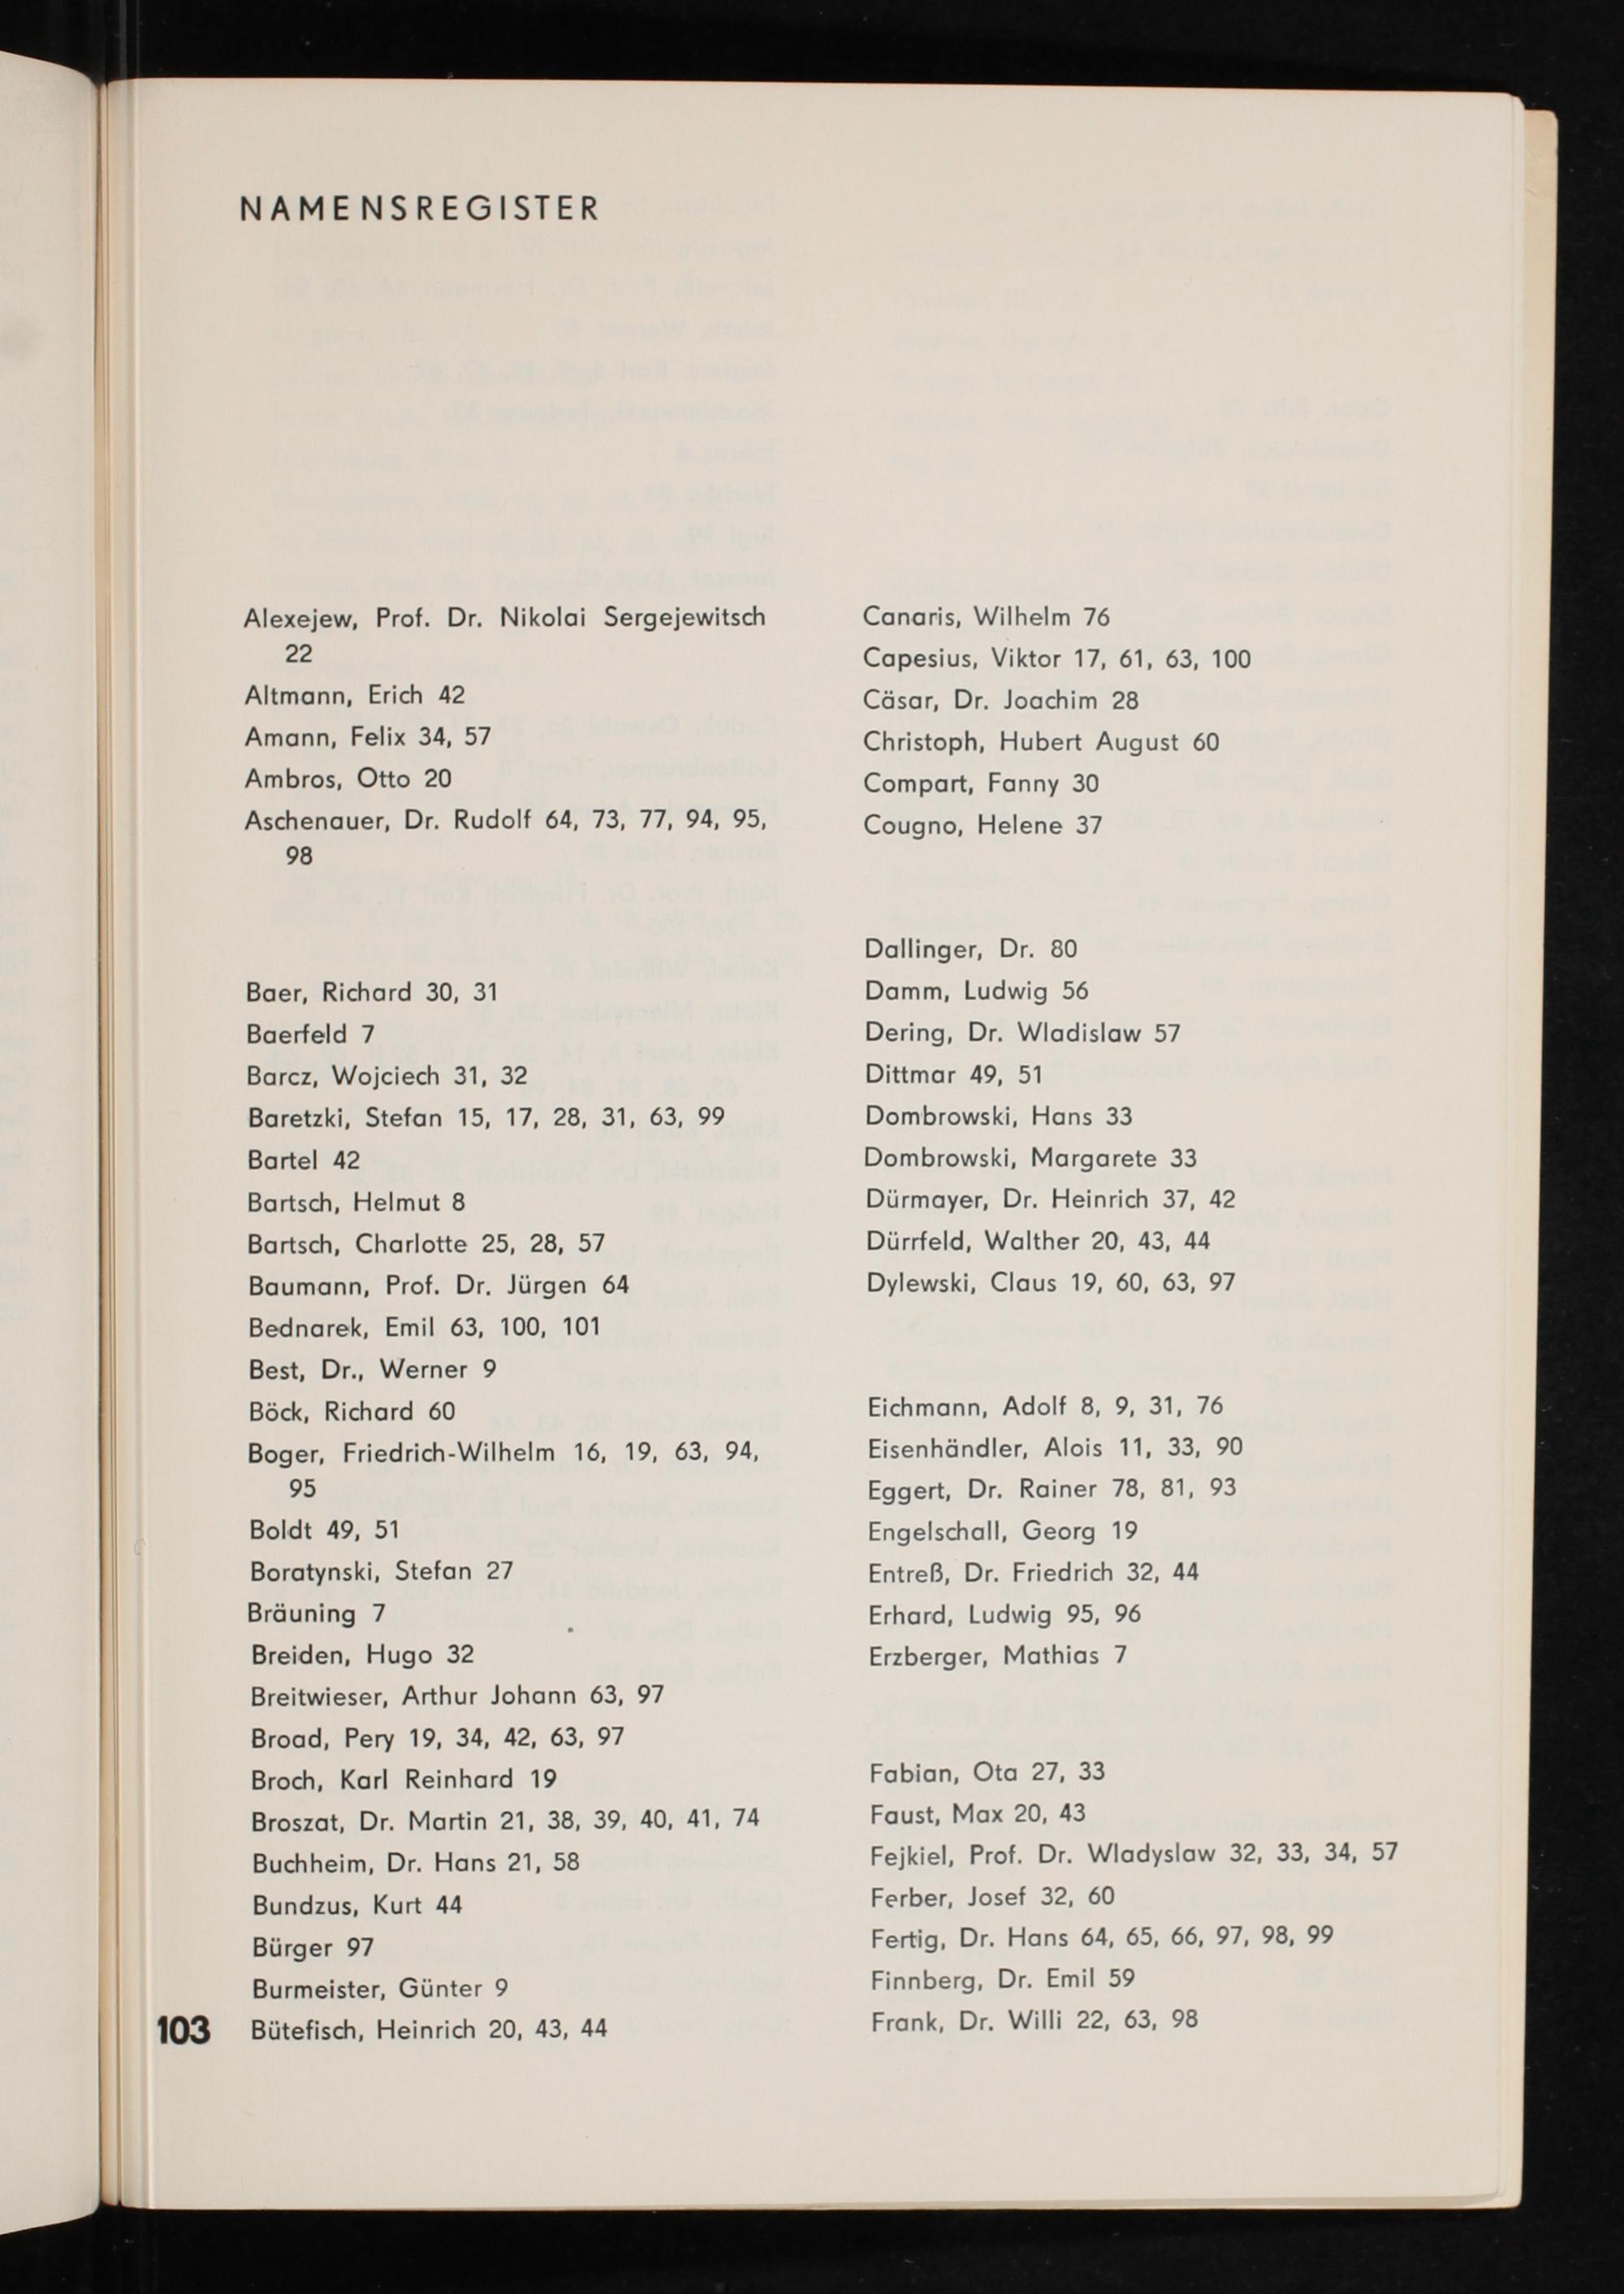 NAMENSREGISTER
Alexejew, Prof. Dr. Nikolai Sergejewitsch
22
Altmann, Erich 42
Amann, Felix 34, 57
Ambros, Otto 20
Aschenauer, Dr. Rudolf 64, 73, 77, 94, 95,
98
Baer, Richard 30, 31
Baerfeld 7
Barcz, Wojciech 31, 32
Baretzki, Stefan 15, 17, 28, 31, 63, 99
Bartel 42
Bartsch, Helmut 8
Bartsch, Charlotte 25, 28, 57
Baumann, Prof. Dr. Jürgen 64
Bednarek, Emil 63, 100, 101
Best, Dr., Werner 9
Böck, Richard 60
Boger, Friedrich-Wilhelm 16, 19, 63, 94,
95
Boldt 49, 51
Boratynski, Stefan 27
Bräuning 7
Breiden, Hugo 32
Breitwieser, Arthur Johann 63, 97
Broad, Pery 19, 34, 42, 63, 97
Broch, Karl Reinhard 19
Broszat, Dr. Martin 21, 38, 39, 40, 41, 74
Buchheim, Dr. Hans 21, 58
Bundzus, Kurt 44
Bürger 97
Burmeister, Günter 9
Bütefisch, Heinrich 20, 43, 44
Canaris, Wilhelm 76
Capesius, Viktor 17, 61, 63, 100
Cäsar, Dr. Joachim 28
Christoph, Hubert August 60
Compart, Fanny 30
Cougno, Helene 37
Dallinger, Dr. 80
Damm, Ludwig 56
Dering, Dr. Wladislaw 57
Dittmar 49, 51
Dombrowski, Hans 33
Dombrowski, Margarete 33
Dürmayer, Dr. Heinrich 37, 42
Dürrfeld, Walther 20, 43, 44
Dylewski, Claus 19, 60, 63, 97
Eichmann, Adolf 8, 9, 31, 76
Eisenhändler, Alois 11, 33, 90
Eggert, Dr. Rainer 78, 81, 93
Engelschall, Georg 19
Entreß, Dr. Friedrich 32, 44
Erhard, Ludwig 95, 96
Erzberger, Mathias 7
Fabian, Ota 27, 33
Faust, Max 20, 43
Fejkiel, Prof. Dr. Wladyslaw 32, 33, 34, 57
Ferber, Josef 32, 60
Fertig, Dr. Hans 64, 65, 66, 97, 98, 99
Finnberg, Dr. Emil 59
Frank, Dr. Willi 22, 63, 98
103